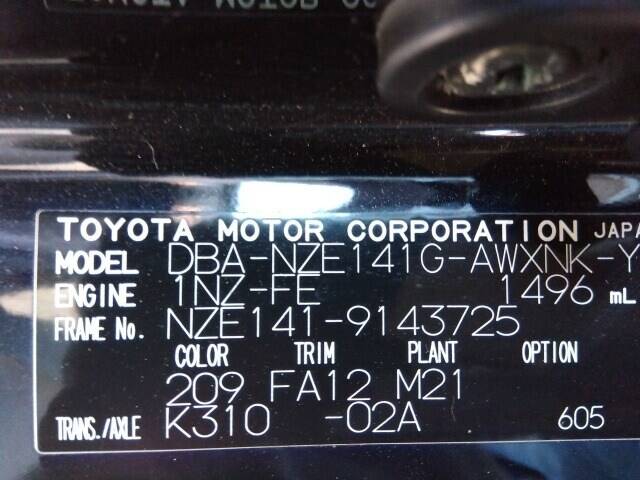 TOYOTA MOTOR CORPORATION JAPA
MODEL DBA-NZE141G-AWXNK-Y
ENGINE 1NZ-FE 1496 mL
FRAME No. NZE141-9143725
COLOR TRIM PLANT OPTION
209 FA12 M21
TRANS./AXLE K310 -02A 605